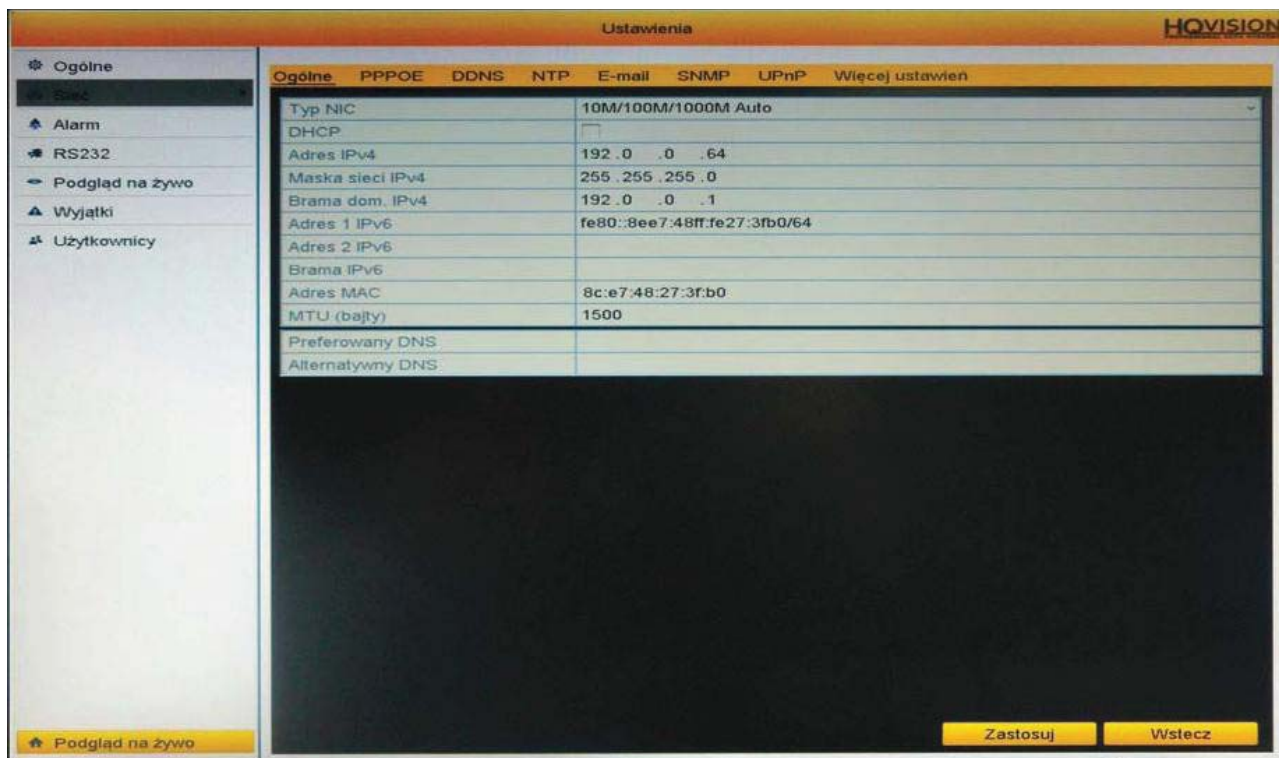 Ustawienia
HQVISION
Ogólne
Sieć
Alarm
RS232
Podgląd na żywo
Wyjątki
Użytkownicy
Ogólne PPPOE DDNS NTP E-mail SNMP UPnP Więcej ustawień
Typ NIC 10M/100M/1000M Auto
DHCP
Adres IPv4 192 .0 .0 .64
Maska sieci IPv4 255 .255 .255 .0
Brama dom. IPv4 192 .0 .0 .1
Adres 1 IPv6 fe80::8ee7:48ff:fe27:3fb0/64
Adres 2 IPv6
Brama IPv6
Adres MAC 8c:e7:48:27:3f:b0
MTU (bajty) 1500
Preferowany DNS
Alternatywny DNS
Zastosuj Wstecz
Podgląd na żywo